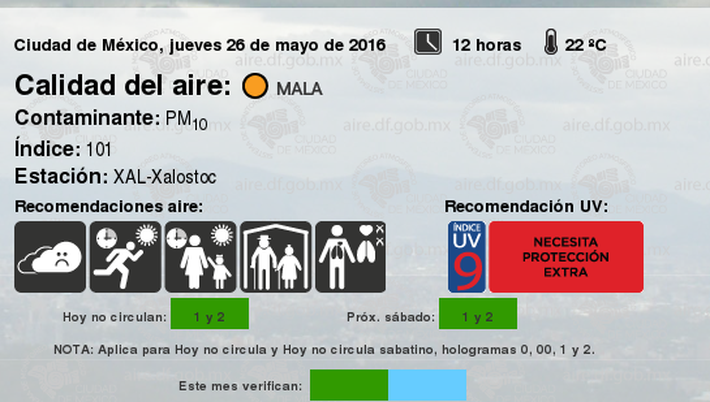 Ciudad de México, jueves 26 de mayo de 2016 12 horas 22 ºC
Calidad del aire: MALA
Contaminante: PM10
Índice: 101
Estación: XAL-Xalostoc
Recomendaciones aire: Recomendación UV:
ÍNDICE
UV
9
NECESITA
PROTECCIÓN
EXTRA
Hoy no circulan: 1 y 2 Próx. sábado: 1 y 2
NOTA: Aplica para Hoy no circula y Hoy no circula sabatino, hologramas 0, 00, 1 y 2.
Este mes verifican:
aire.df.gob.mx
CIUDAD
DE MÉXICO